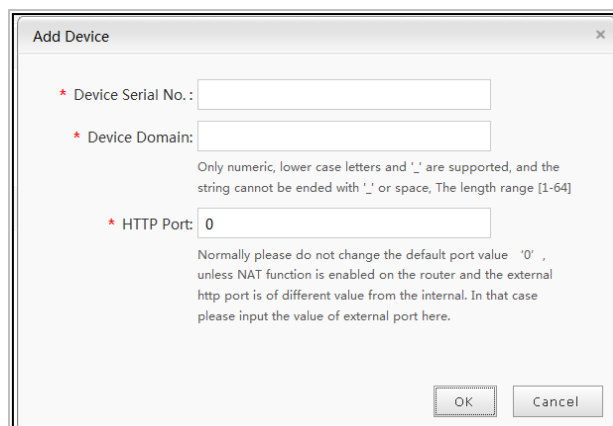 Add Device ×
* Device Serial No. :
* Device Domain:
Only numeric, lower case letters and '_' are supported, and the
string cannot be ended with '_' or space, The length range [1-64]
* HTTP Port: 0
Normally please do not change the default port value ‘0’,
unless NAT function is enabled on the router and the external
http port is of different value from the internal. In that case
please input the value of external port here.
OK Cancel